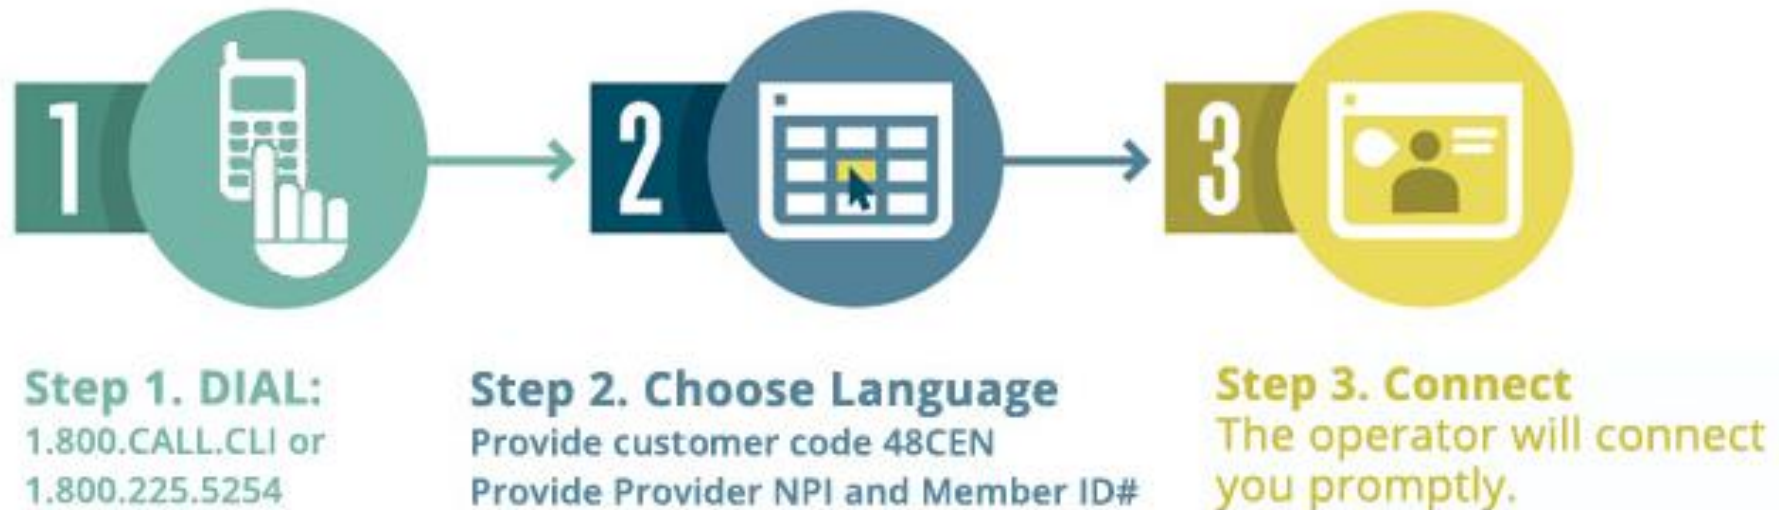 1
2
3
Step 1. DIAL:
1.800.CALL.CLI or
1.800.225.5254
Step 2. Choose Language
Provide customer code 48CEN
Provide Provider NPI and Member ID#
Step 3. Connect
The operator will connect
you promptly.